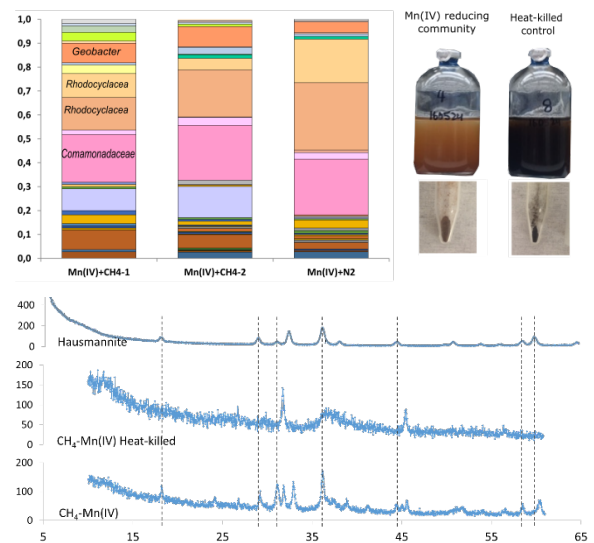 Mn(IV) reducing community
Heat-killed control
1,0
0,9
0,8
0,7
0,6
0,5
0,4
0,3
0,2
0,1
0,0
Geobacter
Rhodocyclacea
Rhodocyclacea
Comamonadaceae
Mn(IV)+CH4-1
Mn(IV)+CH4-2
Mn(IV)+N2
4
8
400
200
0
Hausmannite
200
150
100
50
0
CH₄-Mn(IV) Heat-killed
200
100
0
CH₄-Mn(IV)
5
15
25
35
45
55
65